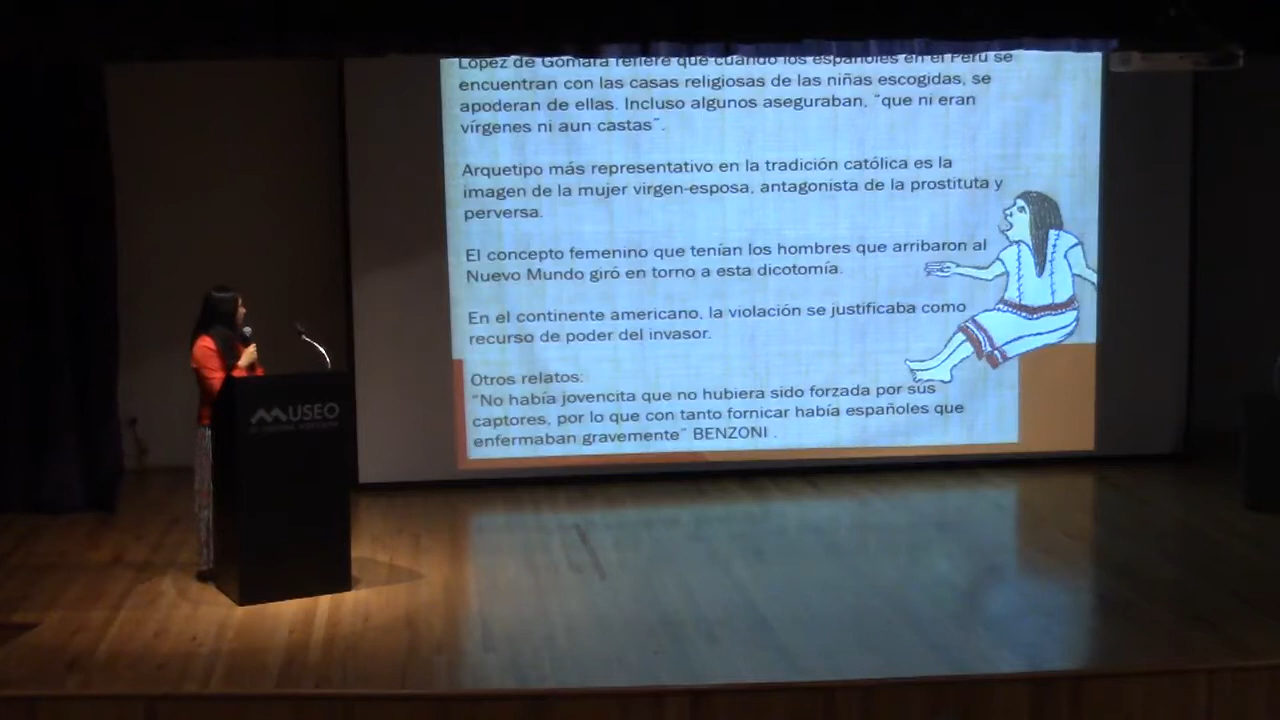 López de Gómara refiere que cuando los españoles en el Perú se
encuentran con las casas religiosas de las niñas escogidas, se
apoderan de ellas. Incluso algunos aseguraban, ¨que ni eran
vírgenes ni aun castas¨.
Arquetipo más representativo en la tradición católica es la
imagen de la mujer virgen-esposa, antagonista de la prostituta y
perversa.
El concepto femenino que tenían los hombres que arribaron al
Nuevo Mundo giró en torno a esta dicotomía.
En el continente americano, la violación se justificaba como
recurso de poder del invasor.
Otros relatos:
¨No había jovencita que no hubiera sido forzada por sus
captores, por lo que con tanto fornicar había españoles que
enfermaban gravemente¨ BENZONI .
MUSEO